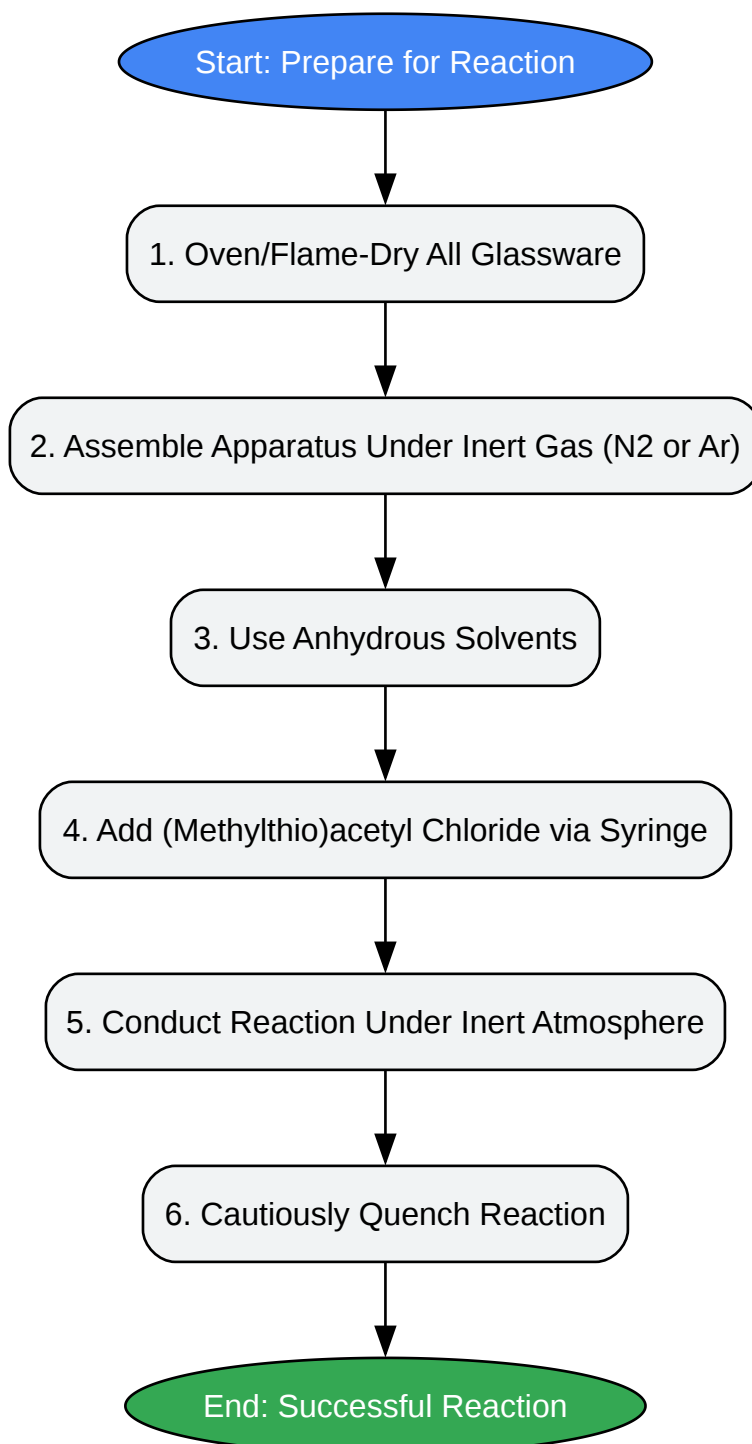 Start: Prepare for Reaction
1. Oven/Flame-Dry All Glassware
2. Assemble Apparatus Under Inert Gas (N2 or Ar)
3. Use Anhydrous Solvents
4. Add (Methylthio)acetyl Chloride via Syringe
5. Conduct Reaction Under Inert Atmosphere
6. Cautiously Quench Reaction
End: Successful Reaction